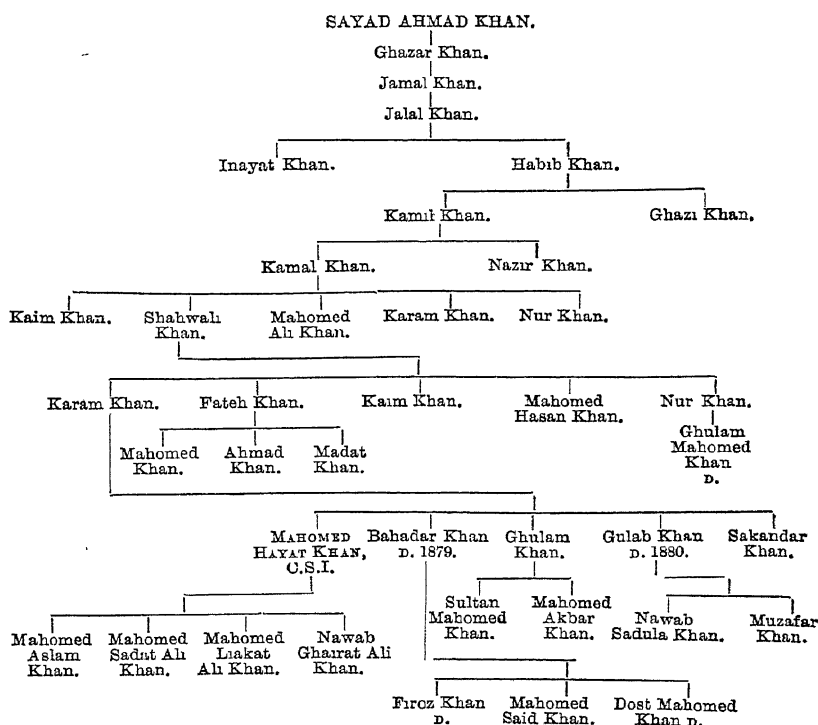 SAYAD AHMAD KHAN.
Ghazar Khan.
Jamal Khan.
Jalal Khan.
Inayat Khan. Habib Khan.
Kamil Khan. Ghazi Khan.
Kamal Khan. Nazir Khan.
Kaim Khan. Shahwali Khan. Mahomed Ali Khan. Karam Khan. Nur Khan.
Karam Khan. Fateh Khan. Kaim Khan. Mahomed Hasan Khan. Nur Khan.
Mahomed Khan. Ahmad Khan. Madat Khan. Ghulam Mahomed Khan D.
MAHOMED HAYAT KHAN, C.S.I. Bahadar Khan D. 1879. Ghulam Khan. Gulab Khan D. 1880. Sakandar Khan.
Sultan Mahomed Khan. Mahomed Akbar Khan. Nawab Sadula Khan. Muzafar Khan.
Mahomed Aslam Khan. Mahomed Sadat Ali Khan. Mahomed Liakat Ali Khan. Nawab Ghairat Ali Khan.
Firoz Khan D. Mahomed Said Khan. Dost Mahomed Khan D.